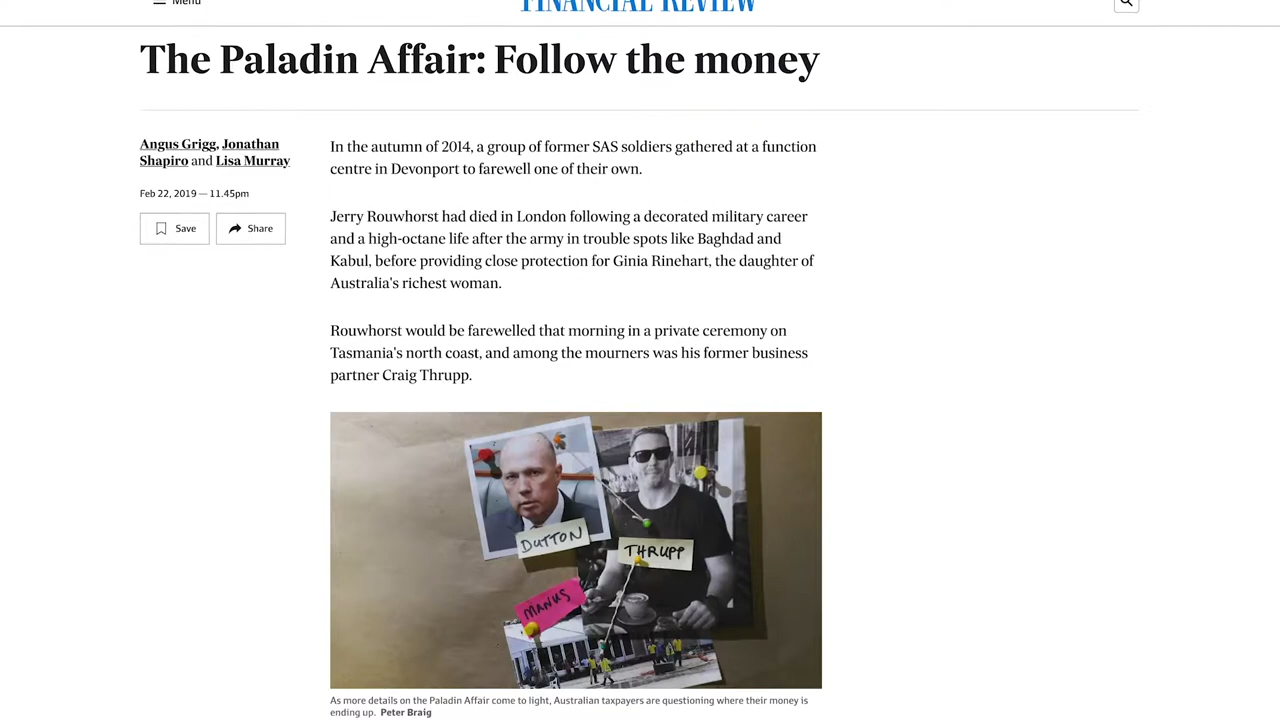 Menu
FINANCIAL REVIEW
The Paladin Affair: Follow the money
Angus Grigg, Jonathan
Shapiro and Lisa Murray
Feb 22, 2019 — 11.45pm
Save
Share
In the autumn of 2014, a group of former SAS soldiers gathered at a function
centre in Devonport to farewell one of their own.
Jerry Rouwhorst had died in London following a decorated military career
and a high-octane life after the army in trouble spots like Baghdad and
Kabul, before providing close protection for Ginia Rinehart, the daughter of
Australia's richest woman.
Rouwhorst would be farewelled that morning in a private ceremony on
Tasmania's north coast, and among the mourners was his former business
partner Craig Thrupp.
DUTTON
THRUPP
MANUS
As more details on the Paladin Affair come to light, Australian taxpayers are questioning where their money is
ending up. Peter Braig